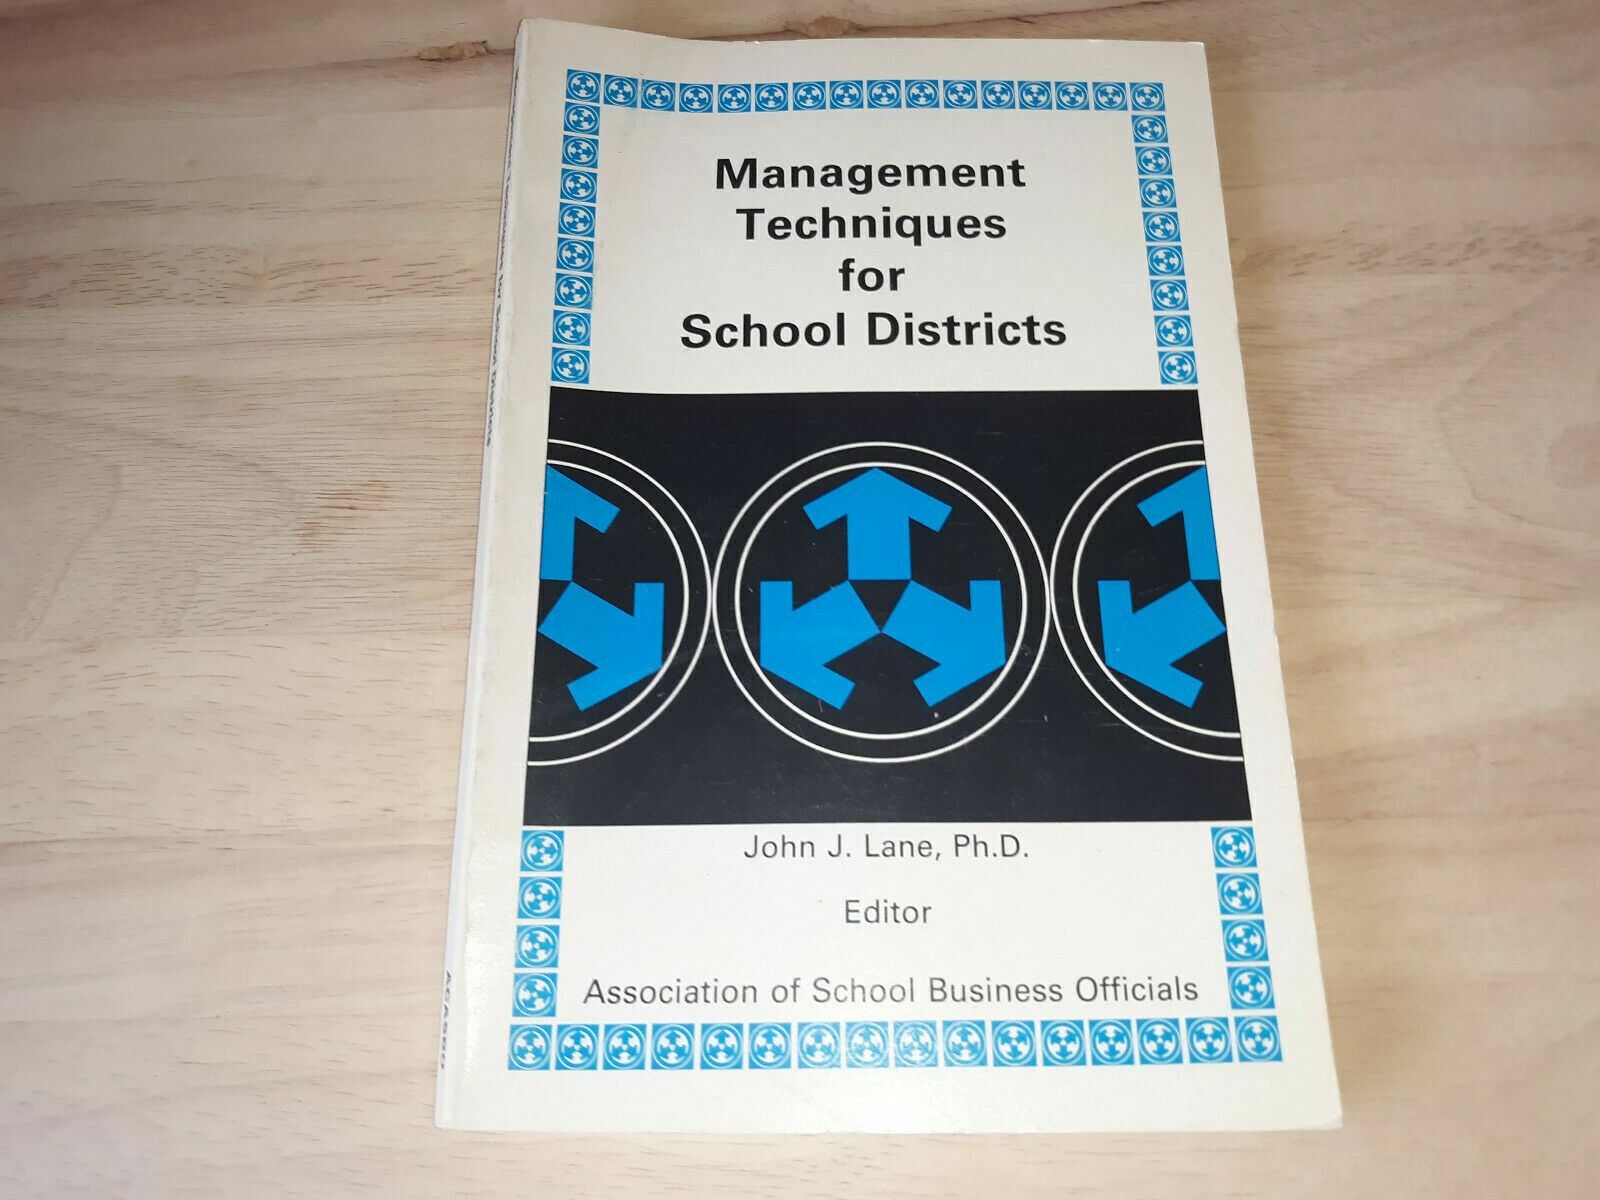 Management
Techniques
for
School Districts
John J. Lane, Ph.D.
Editor
Association of School Business Officials